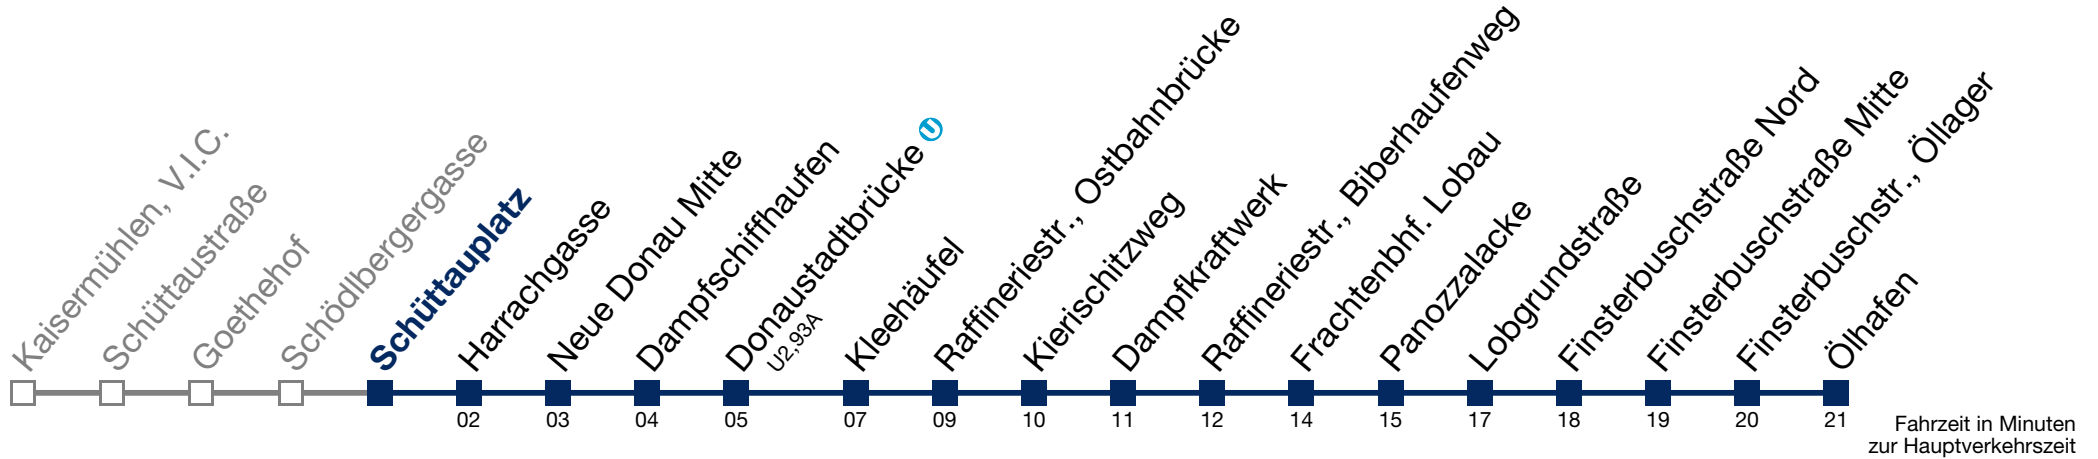 Kaisermühlen, V.I.C.
Schüttaustraße
Goethehof
Schödlbergergasse
Schüttauplatz
Harrachgasse
Neue Donau Mitte
Dampfschiffhaufen
Donaustadtbrücke U
U2,93A
Kleehäufel
Raffineriestr., Ostbahnbrücke
Kierischitzweg
Dampfkraftwerk
Raffineriestr., Biberhaufenweg
Frachtenbhf. Lobau
Panozzalacke
Lobgrundstraße
Finsterbuschstraße Nord
Finsterbuschstraße Mitte
Finsterbuschstr., Öllager
Ölhafen
02 03 04 05 07 09 10 11 12 14 15 17 18 19 20 21
Fahrzeit in Minuten
zur Hauptverkehrszeit